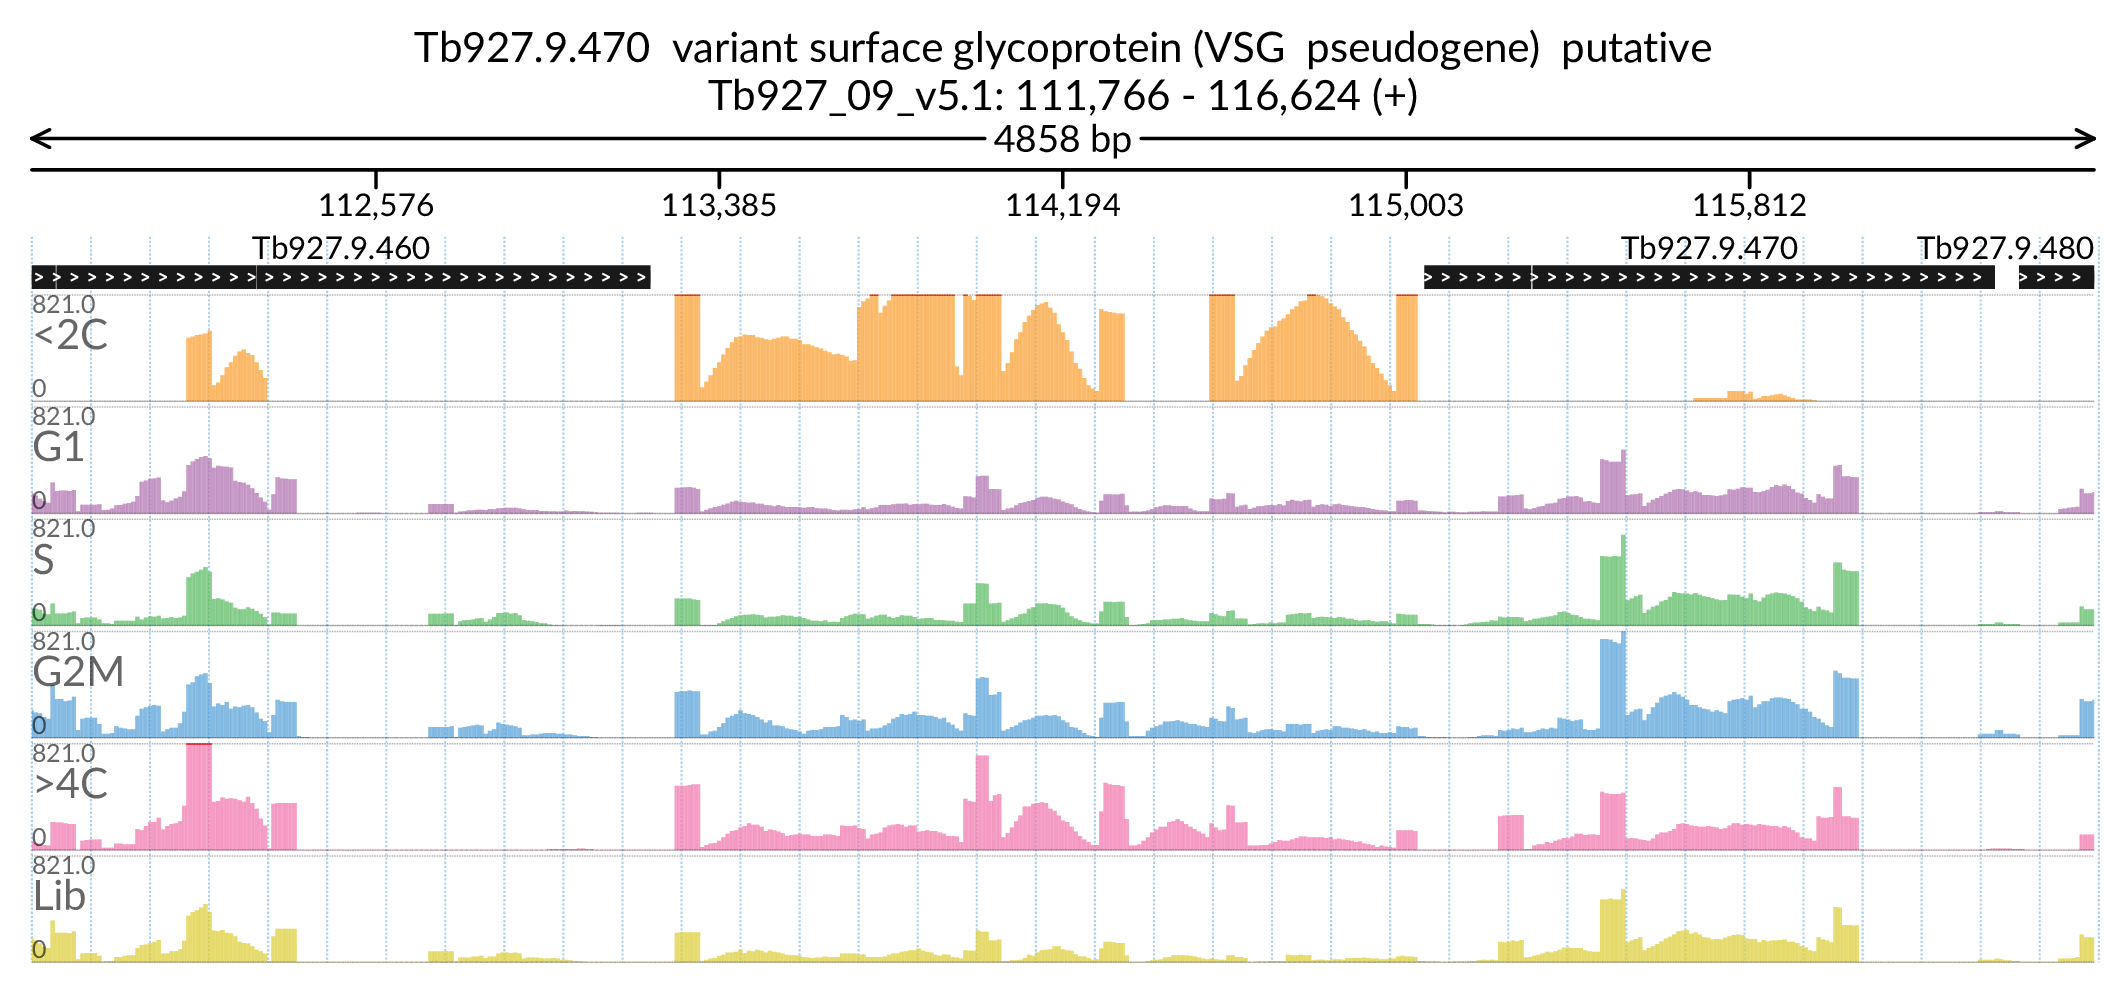 Tb927.9.470 variant surface glycoprotein (VSG pseudogene) putative
Tb927_09_v5.1: 111,766 - 116,624 (+)
4858 bp
112,576 113,385 114,194 115,003 115,812
Tb927.9.460 Tb927.9.470 Tb927.9.480
821.0
<2C
0
821.0
G1
0
821.0
S
0
821.0
G2M
0
821.0
>4C
0
821.0
Lib
0